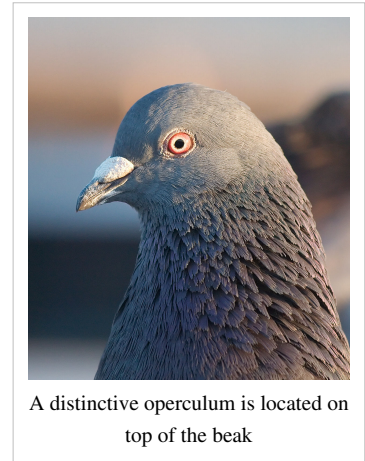 A distinctive operculum is located on
top of the beak